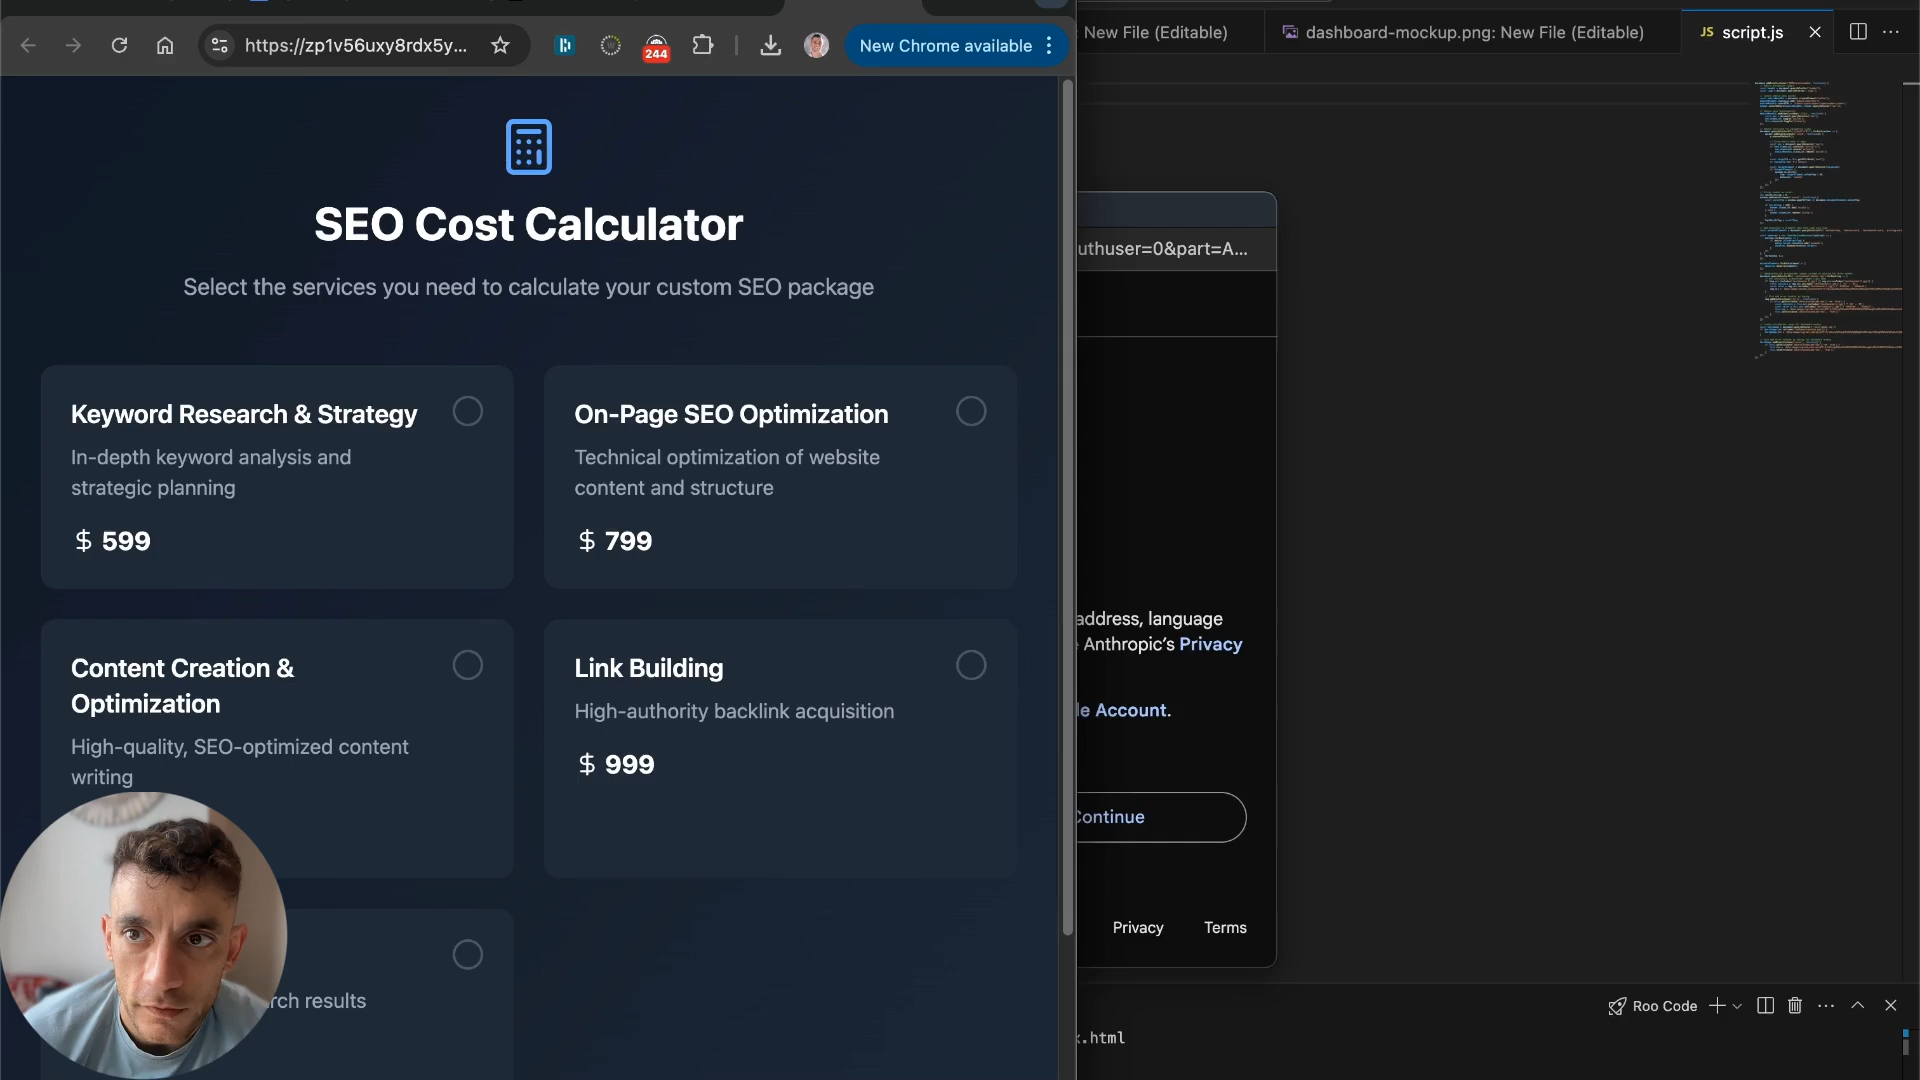 https://zp1v56uxy8rdx5y...
244
New Chrome available
New File (Editable)
dashboard-mockup.png: New File (Editable)
JS script.js
SEO Cost Calculator
Select the services you need to calculate your custom SEO package
Keyword Research & Strategy
In-depth keyword analysis and
strategic planning
$ 599
On-Page SEO Optimization
Technical optimization of website
content and structure
$ 799
Content Creation &
Optimization
High-quality, SEO-optimized content
writing
Link Building
High-authority backlink acquisition
$ 999
rch results
uthuser=0&part=A...
address, language
Anthropic's Privacy
le Account.
Continue
Privacy
Terms
Roo Code
.html